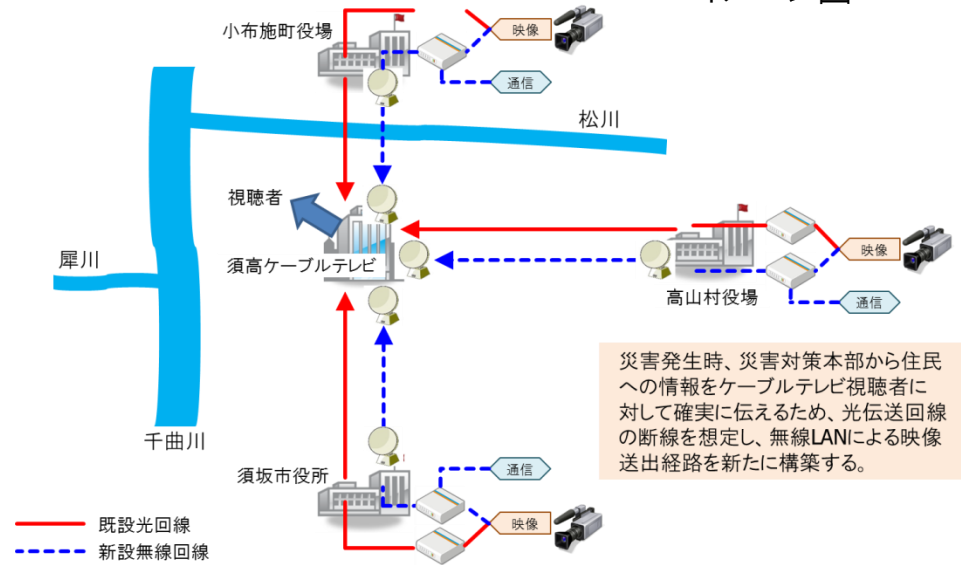 小布施町役場
映像
通信
松川
視聴者
須高ケーブルテレビ
犀川
映像
高山村役場
通信
災害発生時、災害対策本部から住民
への情報をケーブルテレビ視聴者に
対して確実に伝えるため、光伝送回線
の断線を想定し、無線LANによる映像
送出経路を新たに構築する。
千曲川
須坂市役所
通信
映像
既設光回線
新設無線回線